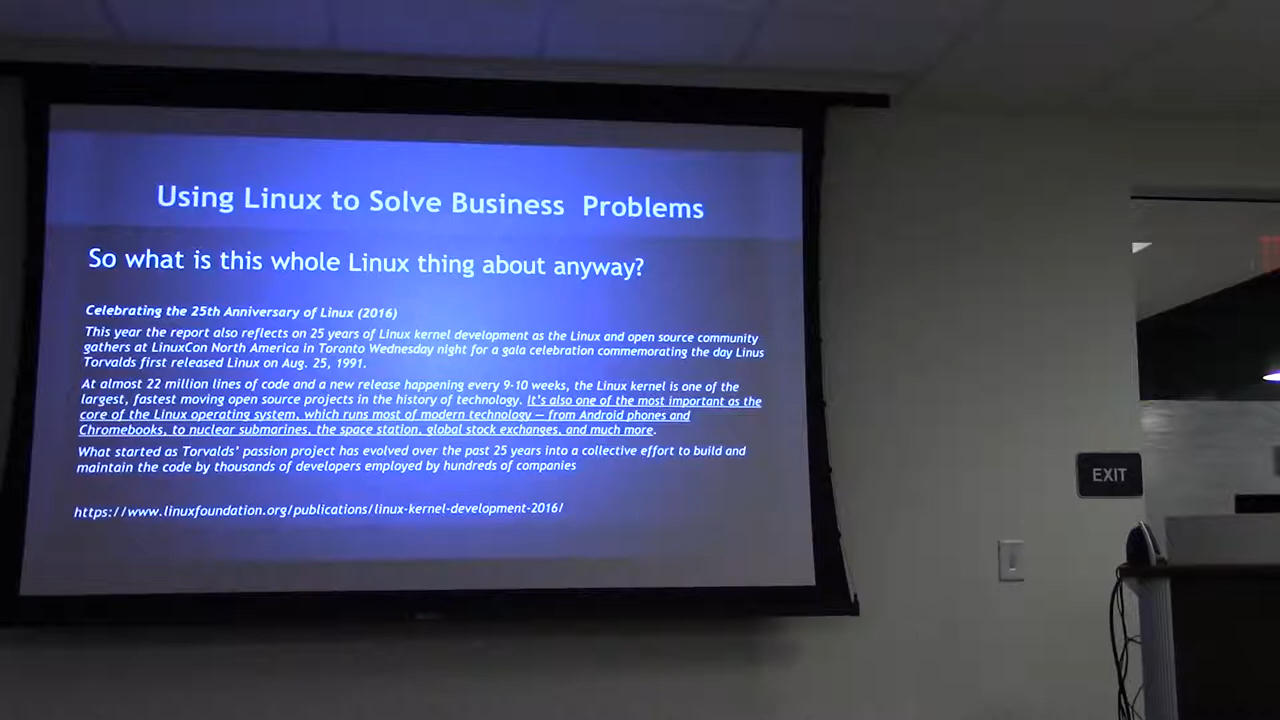 Using Linux to Solve Business Problems
So what is this whole Linux thing about anyway?
Celebrating the 25th Anniversary of Linux (2016)
This year the report also reflects on 25 years of Linux kernel development as the Linux and open source community
gathers at LinuxCon North America in Toronto Wednesday night for a gala celebration commemorating the day Linus
Torvalds first released Linux on Aug. 25, 1991.
At almost 22 million lines of code and a new release happening every 9-10 weeks, the Linux kernel is one of the
largest, fastest moving open source projects in the history of technology. It's also one of the most important as the
core of the Linux operating system, which runs most of modern technology — from Android phones and
Chromebooks, to nuclear submarines, the space station, global stock exchanges, and much more.
What started as Torvalds' passion project has evolved over the past 25 years into a collective effort to build and
maintain the code by thousands of developers employed by hundreds of companies
https://www.linuxfoundation.org/publications/linux-kernel-development-2016/
EXIT